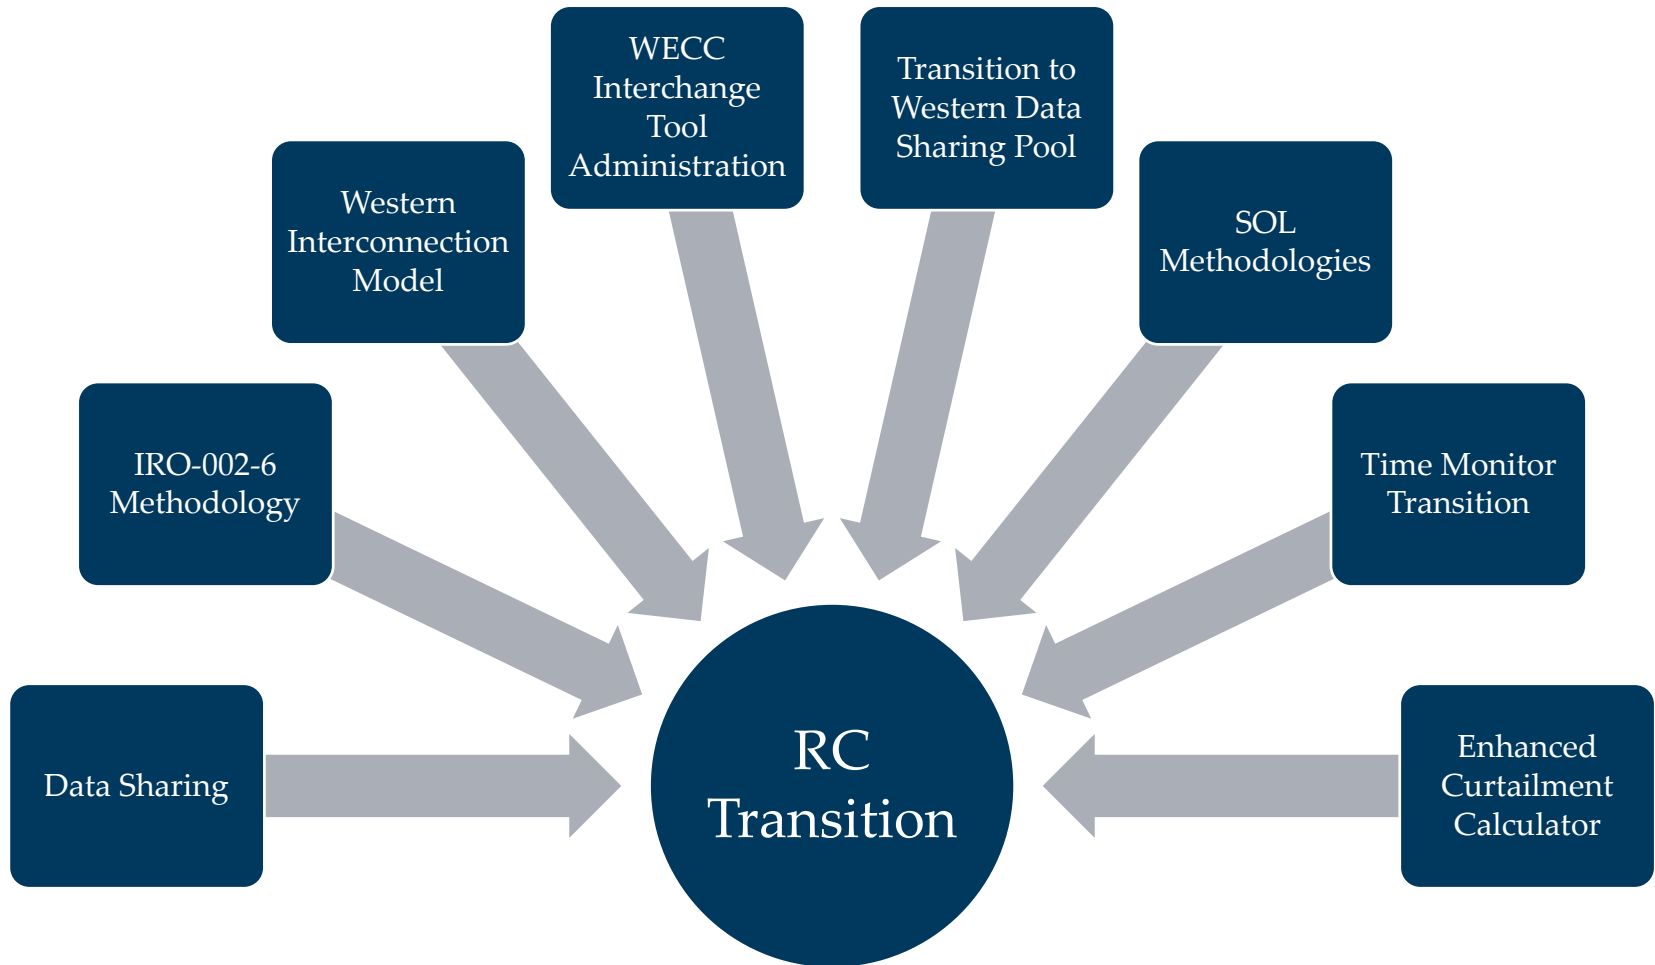 WECC
Interchange
Tool
Administration
Transition to
Western Data
Sharing Pool
Western
Interconnection
Model
SOL
Methodologies
IRO-002-6
Methodology
Time Monitor
Transition
Data Sharing
RC
Transition
Enhanced
Curtailment
Calculator